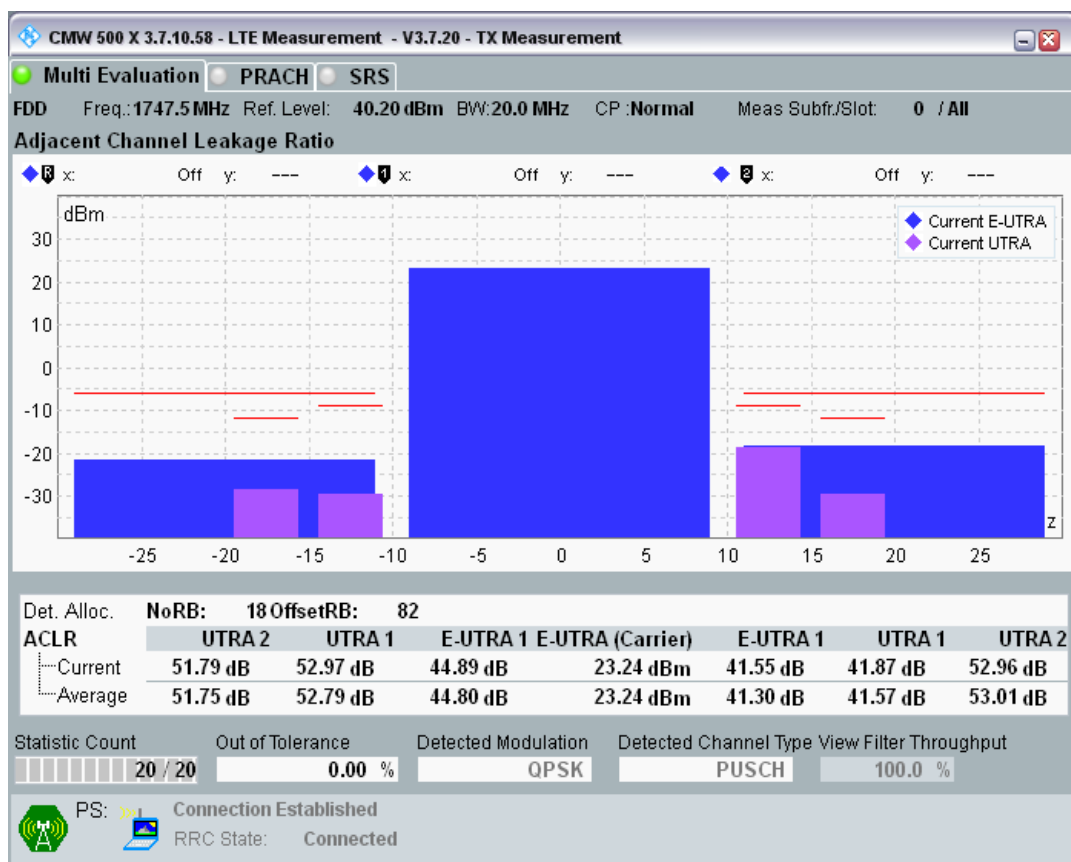 CMW 500 X 3.7.10.58 - LTE Measurement - V3.7.20 - TX Measurement
Multi Evaluation PRACH SRS
FDD Freq.: 1747.5 MHz Ref. Level: 40.20 dBm BW: 20.0 MHz CP : Normal Meas Subfr./Slot: 0 / All
Adjacent Channel Leakage Ratio
R x: Off y: --- 1 x: Off y: --- 2 x: Off y: ---
dBm
Current E-UTRA
Current UTRA
30
20
10
0
-10
-20
-30
z
-25 -20 -15 -10 -5 0 5 10 15 20 25
Det. Alloc. NoRB: 18 OffsetRB: 82
ACLR UTRA 2 UTRA 1 E-UTRA 1 E-UTRA (Carrier) E-UTRA 1 UTRA 1 UTRA 2
Current 51.79 dB 52.97 dB 44.89 dB 23.24 dBm 41.55 dB 41.87 dB 52.96 dB
Average 51.75 dB 52.79 dB 44.80 dB 23.24 dBm 41.30 dB 41.57 dB 53.01 dB
Statistic Count Out of Tolerance Detected Modulation Detected Channel Type View Filter Throughput
20 / 20 0.00 % QPSK PUSCH 100.0 %
PS: Connection Established
RRC State: Connected